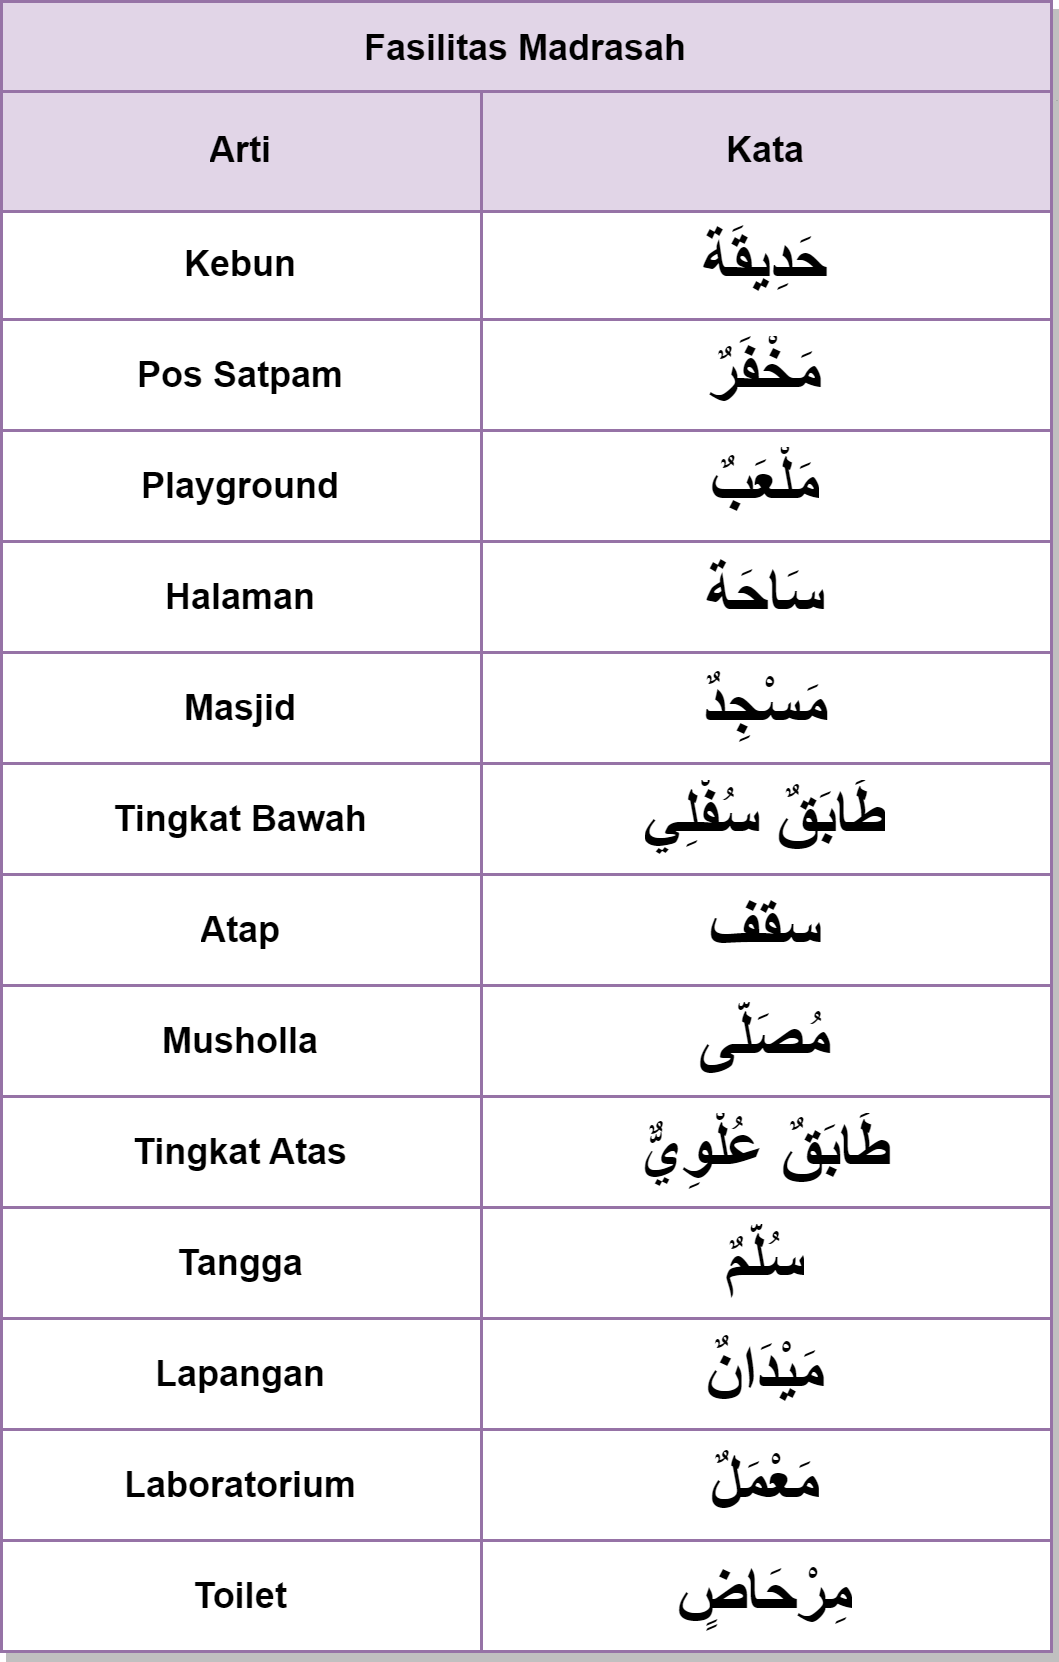 Fasilitas Madrasah
Arti Kata
Kebun حَدِيقَة
Pos Satpam مَخْفَرٌ
Playground مَلْعَبٌ
Halaman سَاحَة
Masjid مَسْجِدٌ
Tingkat Bawah طَابَقٌ سُفْلِي
Atap سقف
Musholla مُصَلَّى
Tingkat Atas طَابَقٌ عُلْوِيٌّ
Tangga سُلَّمٌ
Lapangan مَيْدَانٌ
Laboratorium مَعْمَلٌ
Toilet مِرْحَاضٍ